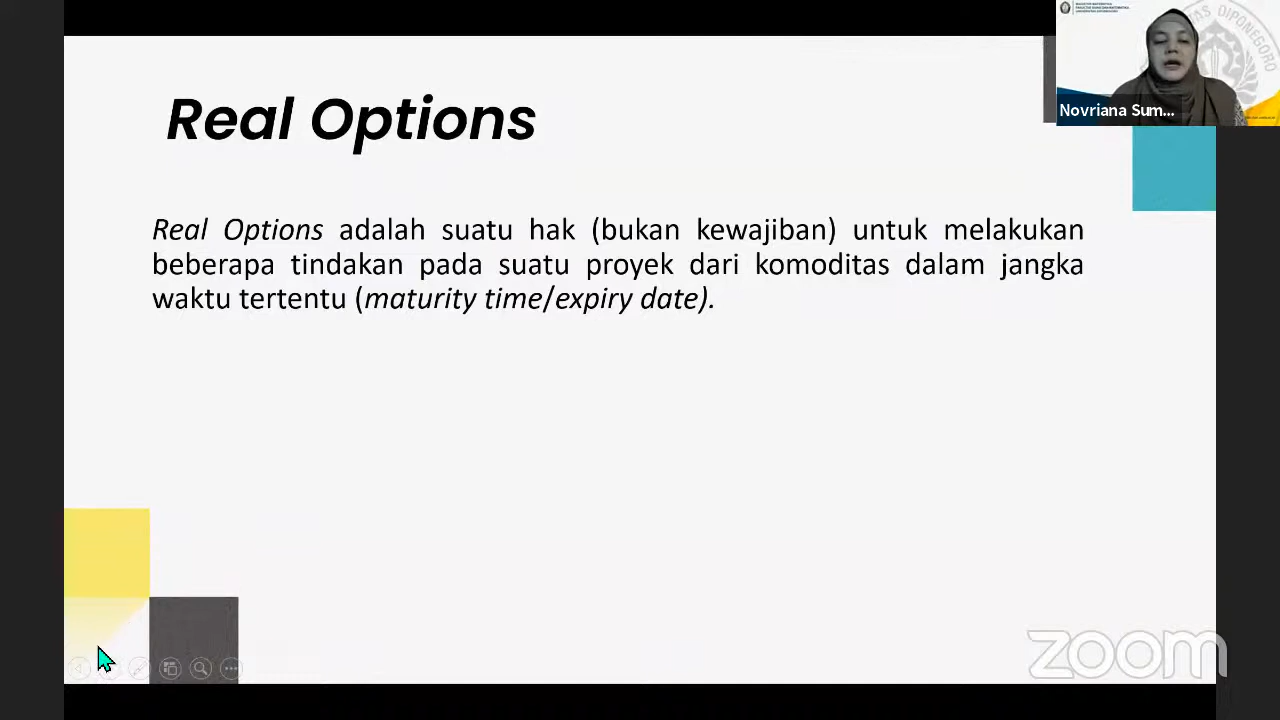 Real Options
Real Options adalah suatu hak (bukan kewajiban) untuk melakukan
beberapa tindakan pada suatu proyek dari komoditas dalam jangka
waktu tertentu (maturity time/expiry date).
Novriana Sum...
DIPONEGORO
zoom